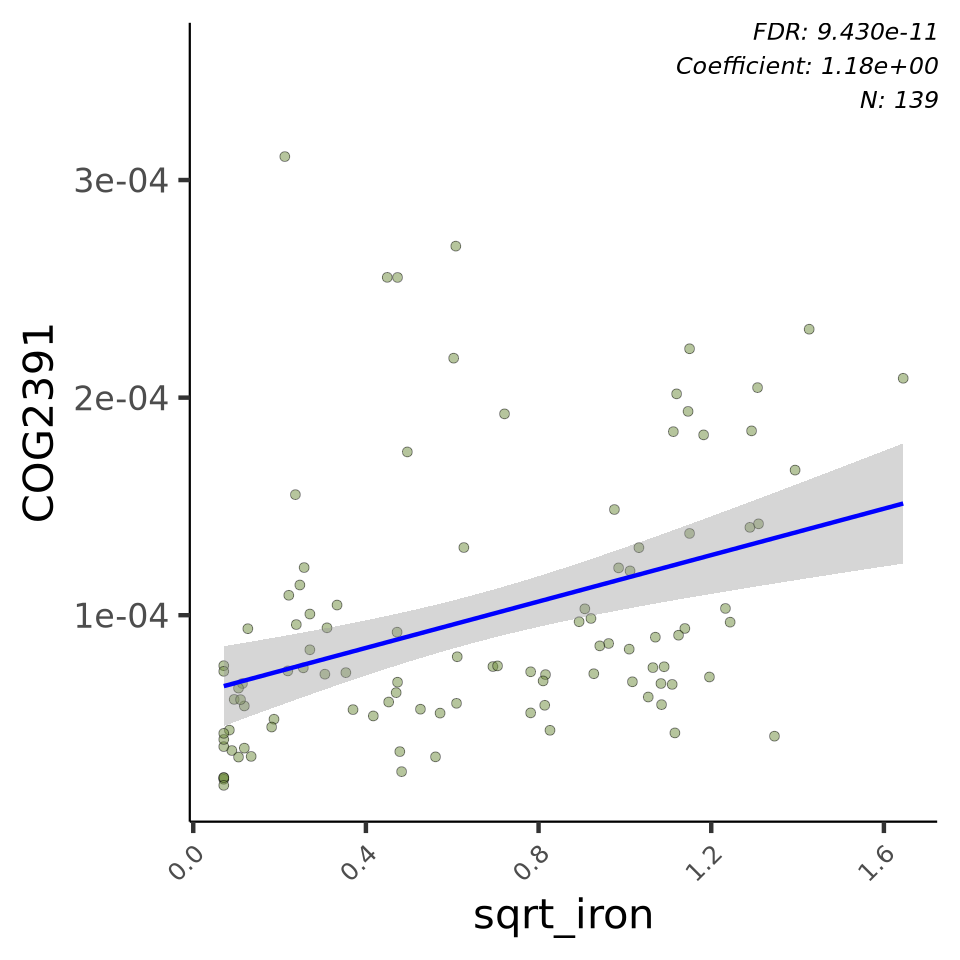 FDR: 9.430e-11
Coefficient: 1.18e+00
N: 139
3e-04
2e-04
1e-04
COG2391
0.0
0.4
0.8
1.2
1.6
sqrt_iron